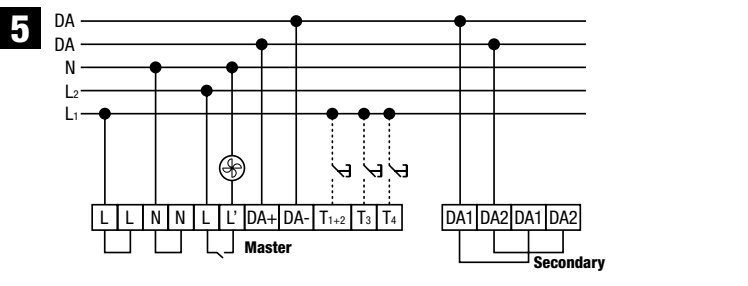 5
DA
DA
N
L2
L1
L L N N L L' DA+ DA- T1+2 T3 T4 DA1 DA2 DA1 DA2
Master
Secondary